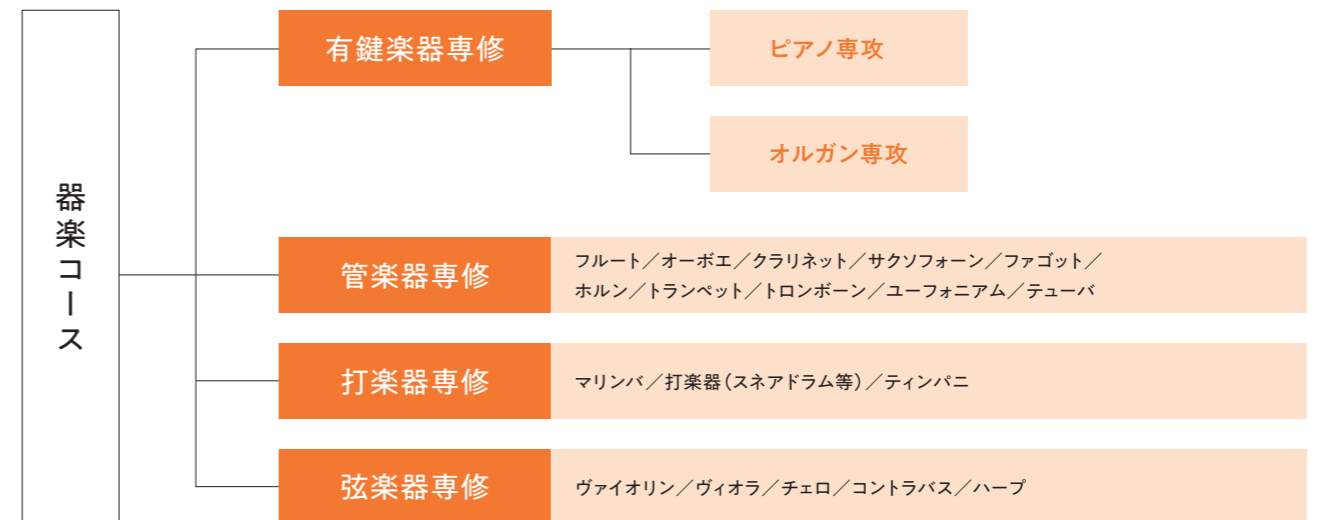 器楽コース
有鍵楽器専修
ピアノ専攻
オルガン専攻
管楽器専修
フルート／オーボエ／クラリネット／サクソフォーン／ファゴット／
ホルン／トランペット／トロンボーン／ユーフォニアム／テューバ
打楽器専修
マリンバ／打楽器（スネアドラム等）／ティンパニ
弦楽器専修
ヴァイオリン／ヴィオラ／チェロ／コントラバス／ハープ